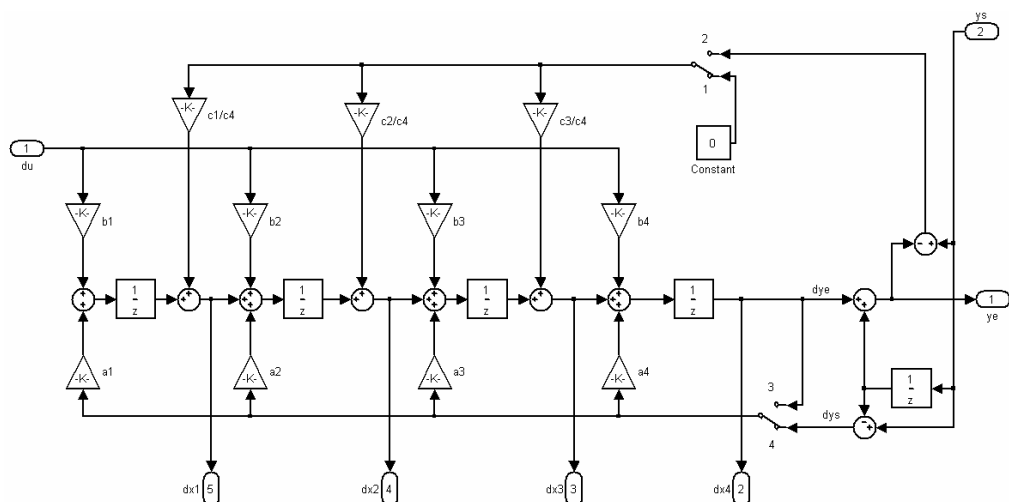 ys
2
2
1
-K-
c1/c4
-K-
c2/c4
-K-
c3/c4
0
Constant
1
du
-K-
b1
-K-
b2
-K-
b3
-K-
b4
- +
+ +
1
z
+ +
+ + +
1
z
+ +
+ + +
1
z
+ +
+ + +
1
z
dye
+ +
1
ye
-K-
a1
-K-
a2
-K-
a3
-K-
a4
1
z
3
4
dys
- +
dx1 5
dx2 4
dx3 3
dx4 2